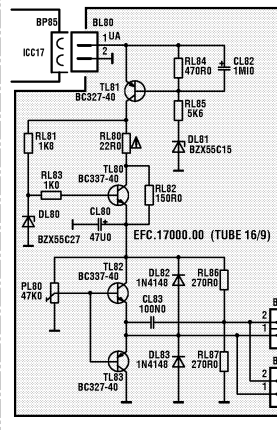 BP85
BL80
ICC17
1
UA
2
RL84
470R0
CL82
1MI0
TL81
BC327-40
RL85
5K6
RL81
1K8
RL80
22R0
DL81
BZX55C15
TL80
BC337-40
RL83
1K0
RL82
150R0
DL80
CL80
BZX55C27
47U0
EFC.17000.00 (TUBE 16/9)
TL82
BC337-40
DL82
1N4148
RL86
270R0
PL80
47K0
CL83
100N0
B
2
1
DL83
1N4148
RL87
270R0
B
2
1
TL83
BC327-40